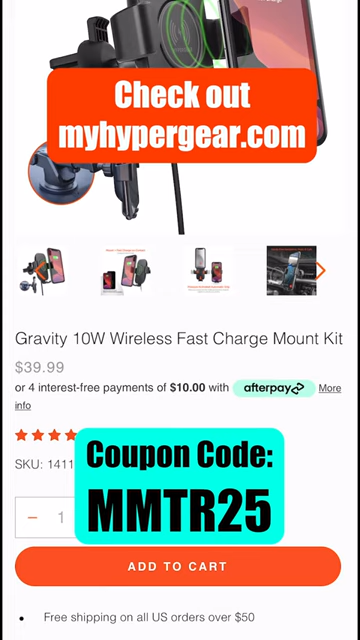 Check out
myhypergear.com
Gravity 10W Wireless Fast Charge Mount Kit
$39.99
or 4 interest-free payments of $10.00 with afterpay More
info
Coupon Code:
SKU: 1411
MMTR25
1
ADD TO CART
Free shipping on all US orders over $50